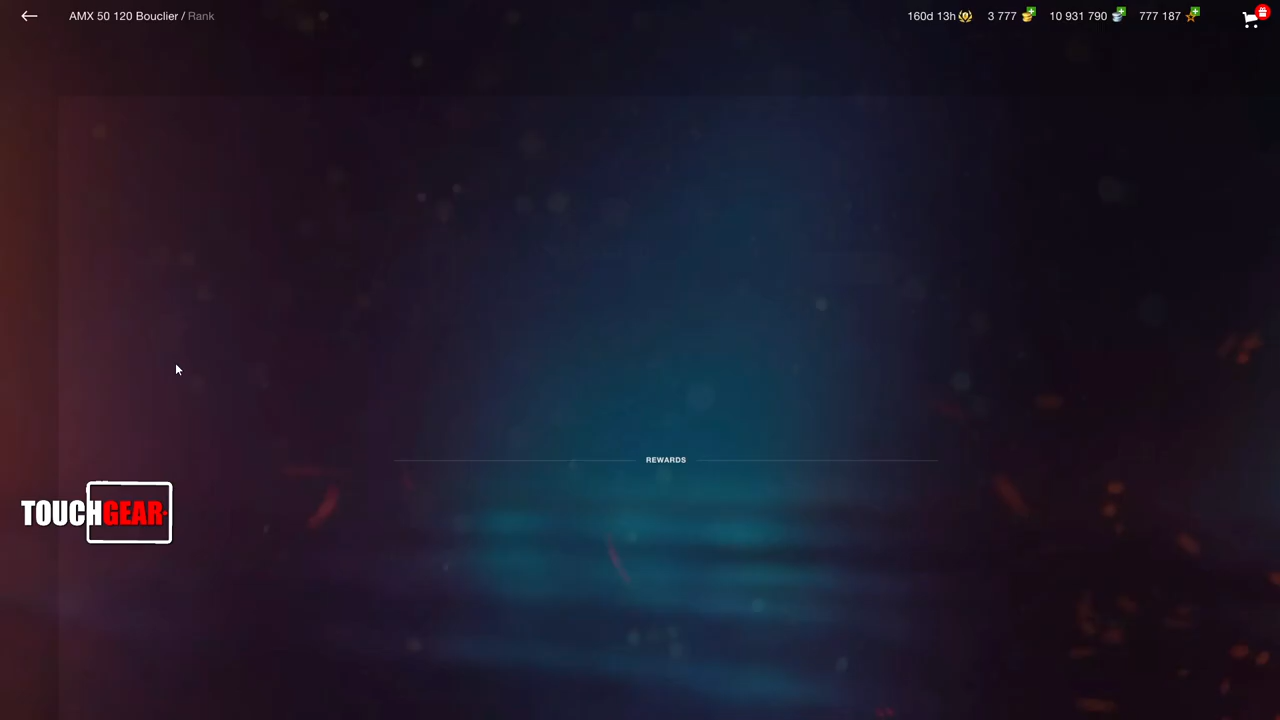 AMX 50 120 Bouclier / Rank
160d 13h 3 777 10 931 790 777 187
REWARDS
TOUCHGEAR